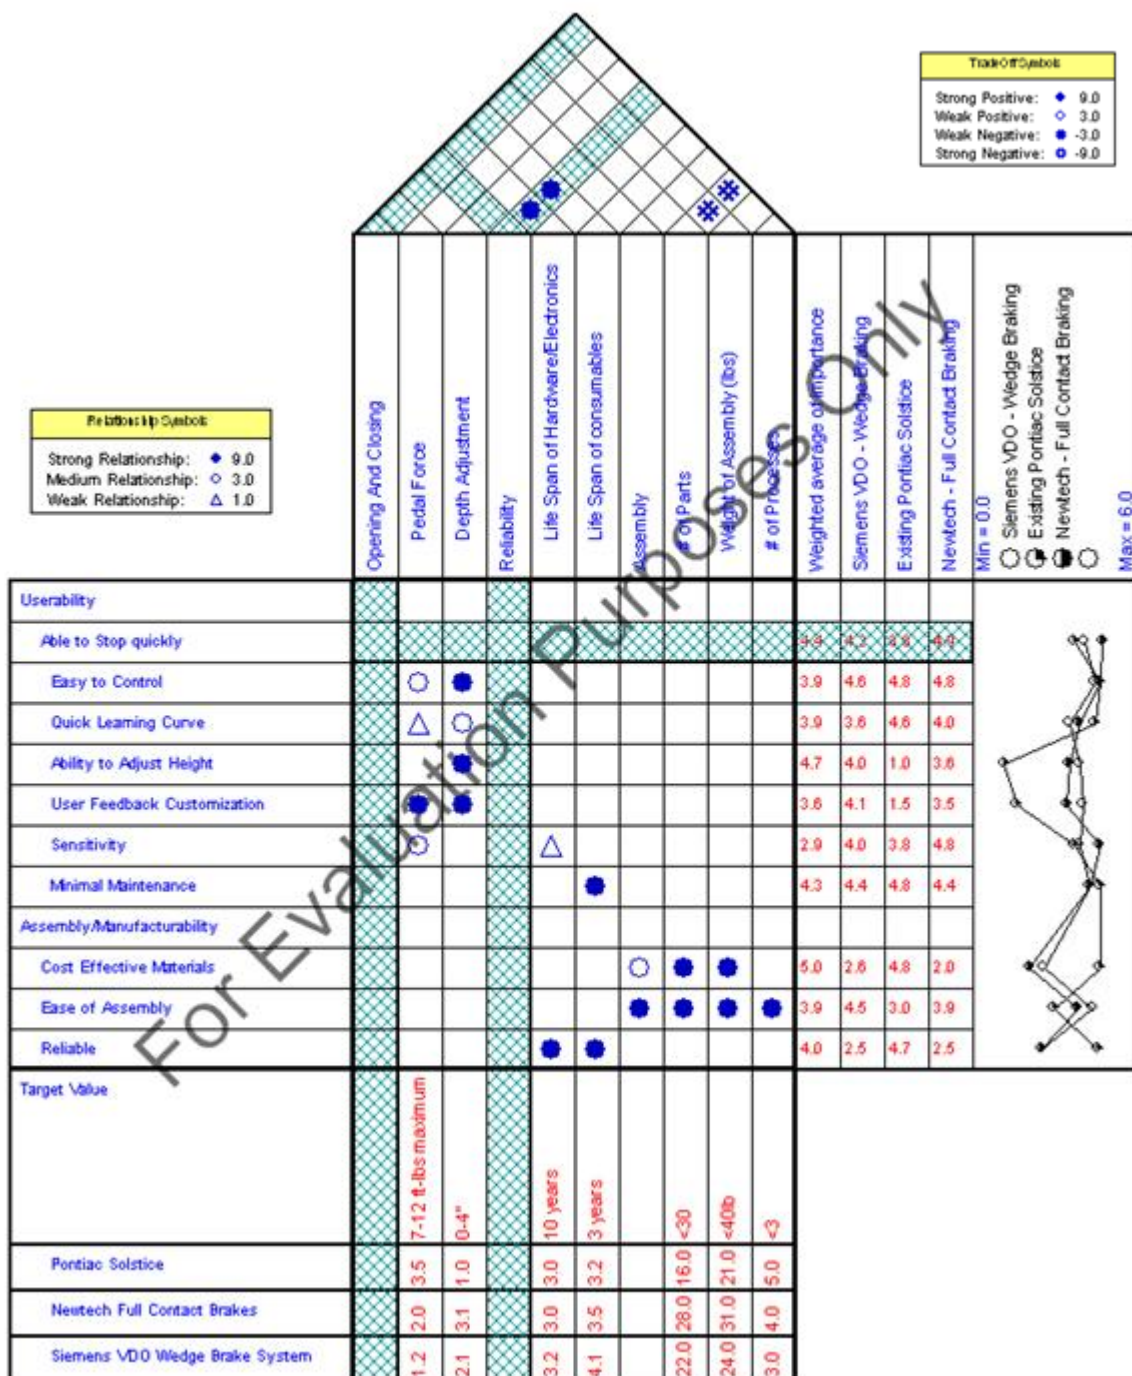 TradeOff Symbols
Strong Positive: 9.0
Weak Positive: 3.0
Weak Negative: -3.0
Strong Negative: -9.0
Relationship Symbols
Strong Relationship: 9.0
Medium Relationship: 3.0
Weak Relationship: 1.0
Opening And Closing
Pedal Force
Depth Adjustment
Reliability
Life Span of Hardware/Electronics
Life Span of consumables
Assembly
# of Parts
Weight of Assembly (lbs)
# of Processes
Weighted average of importance
Siemens VDO - Wedge Braking
Existing Pontiac Solstice
Newtech - Full Contact Braking
Min = 0.0
Siemens VDO - Wedge Braking
Existing Pontiac Solstice
Newtech - Full Contact Braking
Max = 6.0
Userability
Able to Stop quickly 4.4 4.2 3.8 4.9
Easy to Control 3.9 4.6 4.8 4.8
Quick Learning Curve 3.9 3.6 4.6 4.0
Ability to Adjust Height 4.7 4.0 1.0 3.6
User Feedback Customization 3.6 4.1 1.5 3.5
Sensitivity 2.9 4.0 3.8 4.8
Minimal Maintenance 4.3 4.4 4.8 4.4
Assembly/Manufacturability
Cost Effective Materials 5.0 2.6 4.8 2.0
Ease of Assembly 3.9 4.5 3.0 3.9
Reliable 4.0 2.5 4.7 2.5
Target Value 7-12 ft-lbs maximum 0-4" 10 years 3 years <30 <40lb <3
Pontiac Solstice 3.5 1.0 3.0 3.2 16.0 21.0 5.0
Newtech Full Contact Brakes 2.0 3.1 3.0 3.5 28.0 31.0 4.0
Siemens VDO Wedge Brake System 1.2 2.1 3.2 4.1 22.0 24.0 3.0
For Evaluation Purposes Only